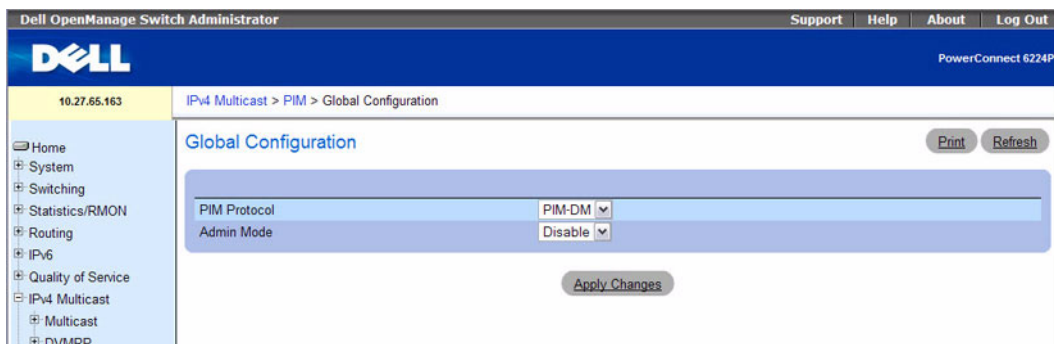 Dell OpenManage Switch Administrator
Support Help About Log Out
DELL
PowerConnect 6224P
10.27.65.163
IPv4 Multicast > PIM > Global Configuration
Home
System
Switching
Statistics/RMON
Routing
IPv6
Quality of Service
IPv4 Multicast
Multicast
DVMRP
Global Configuration
Print Refresh
PIM Protocol PIM-DM
Admin Mode Disable
Apply Changes